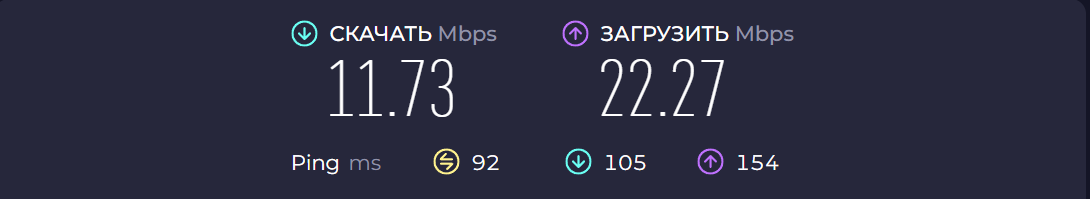 СКАЧАТЬ Mbps ЗАГРУЗИТЬ Mbps
11.73 22.27
Ping ms 92 105 154